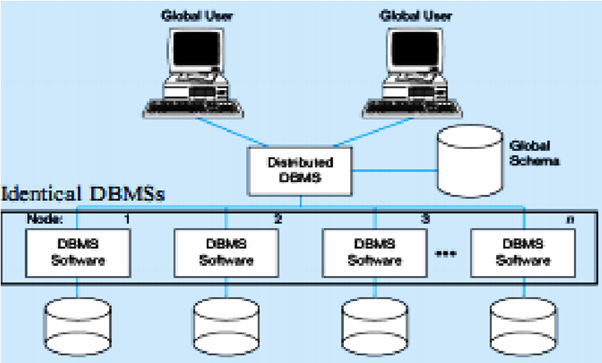 Global User
Global User
Distributed
DBMS
Global
Schema
Identical DBMSs
Node: 1 2 3 n
DBMS
Software
DBMS
Software
DBMS
Software
•••
DBMS
Software